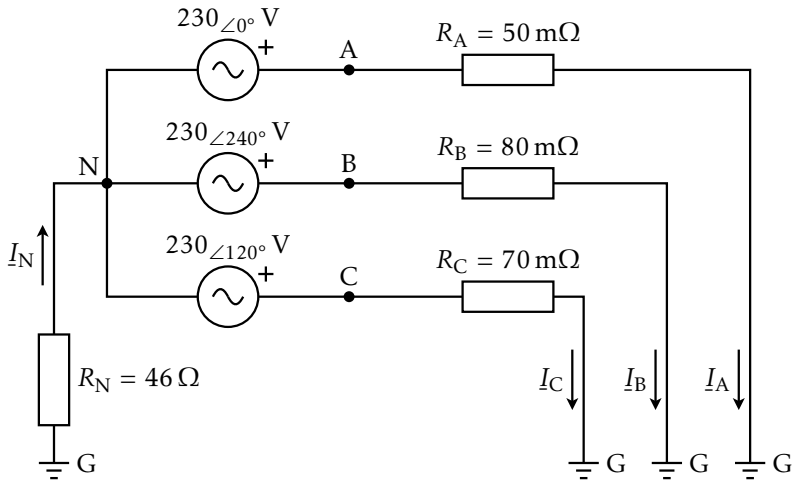 230∠0° V
+
A
R_A = 50 mΩ
230∠240° V
+
N
B
R_B = 80 mΩ
230∠120° V
+
C
R_C = 70 mΩ
I_N
R_N = 46 Ω
I_C
I_B
I_A
G
G
G
G